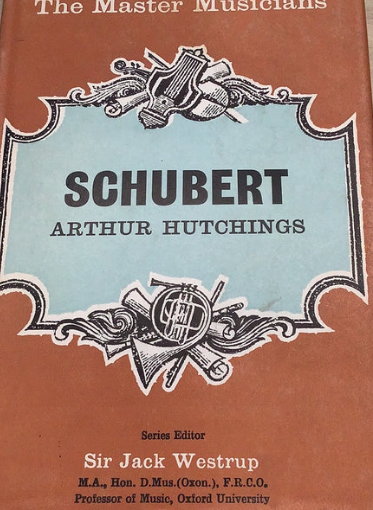 The Master Musicians
SCHUBERT
ARTHUR HUTCHINGS
Series Editor
Sir Jack Westrup
M.A., Hon. D.Mus.(Oxon.), F.R.C.O.
Professor of Music, Oxford University